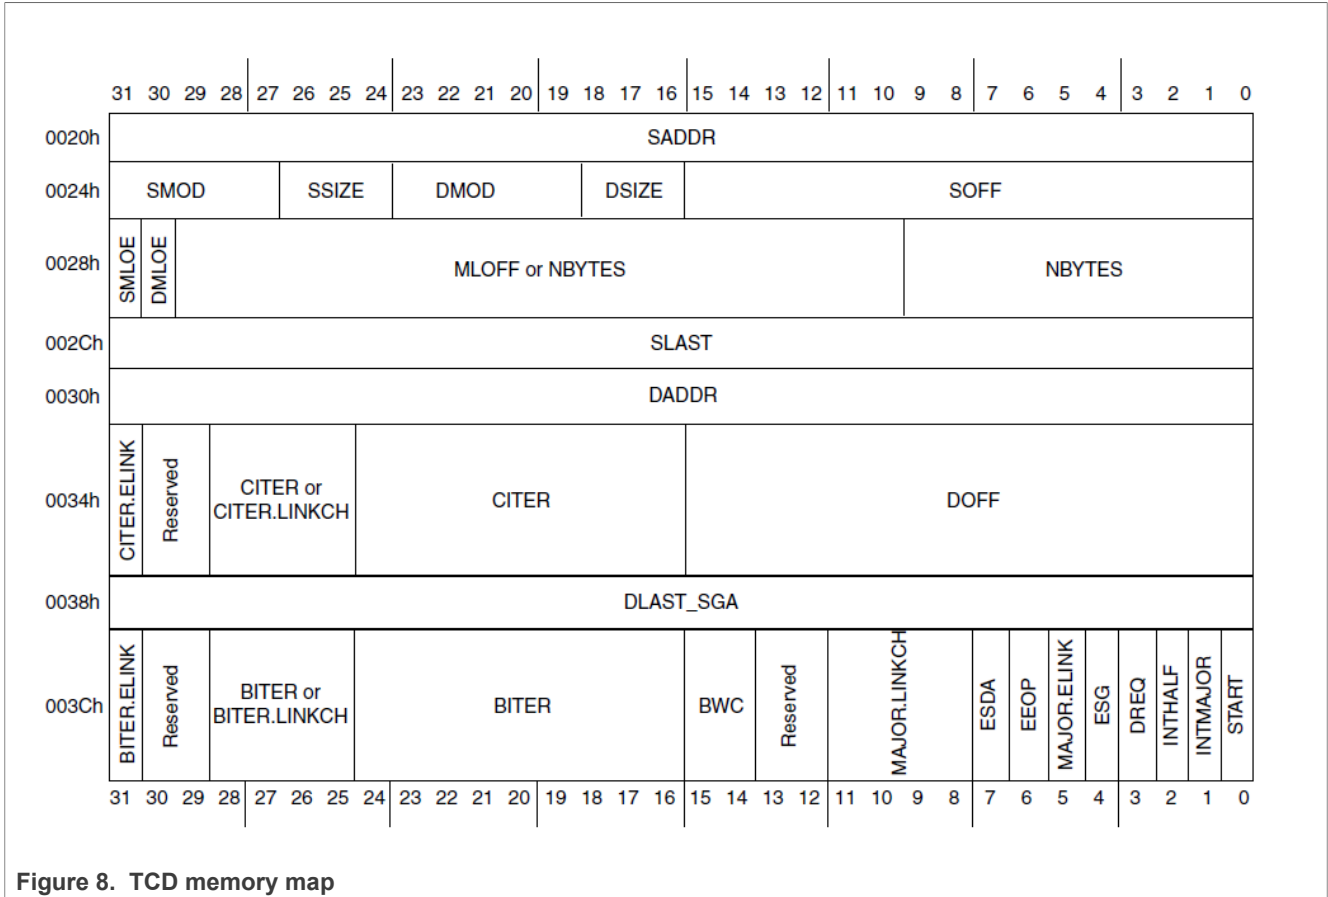 31 30 29 28 27 26 25 24 23 22 21 20 19 18 17 16 15 14 13 12 11 10 9 8 7 6 5 4 3 2 1 0
0020h SADDR
0024h SMOD SSIZE DMOD DSIZE SOFF
0028h SMLOE DMLOE MLOFF or NBYTES NBYTES
002Ch SLAST
0030h DADDR
0034h CITER.ELINK Reserved CITER or
CITER.LINKCH CITER DOFF
0038h DLAST_SGA
003Ch BITER.ELINK Reserved BITER or
BITER.LINKCH BITER BWC Reserved MAJOR.LINKCH ESDA EEOP MAJOR.ELINK ESG DREQ INTHALF INTMAJOR START
31 30 29 28 27 26 25 24 23 22 21 20 19 18 17 16 15 14 13 12 11 10 9 8 7 6 5 4 3 2 1 0
Figure 8. TCD memory map